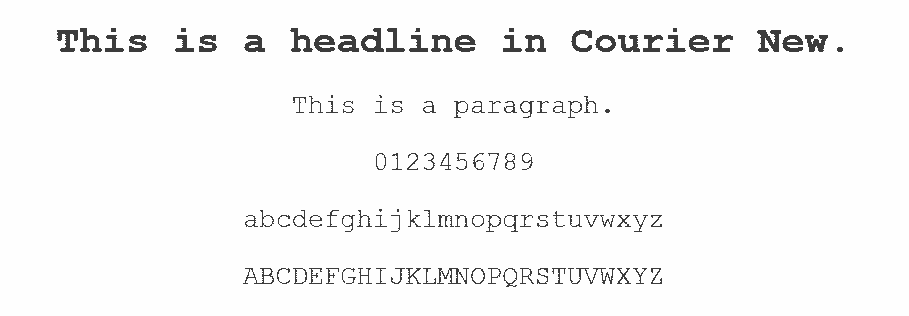 This is a headline in Courier New.
This is a paragraph.
0123456789
abcdefghijklmnopqrstuvwxyz
ABCDEFGHIJKLMNOPQRSTUVWXYZ